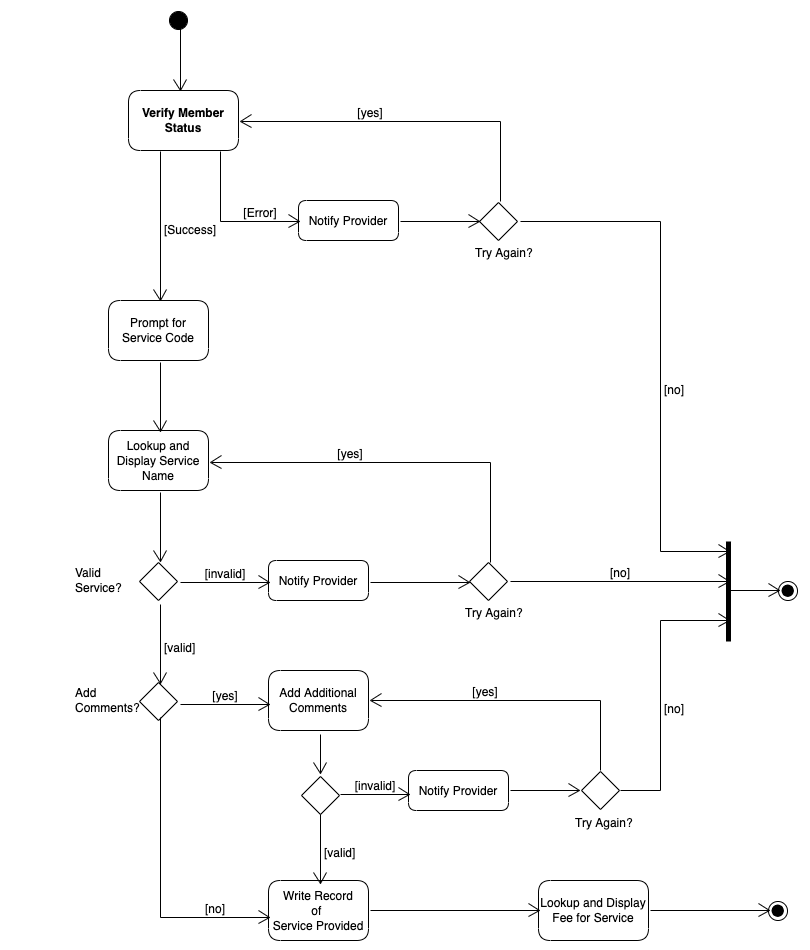 [yes]
Verify Member
Status
[Error]
Notify Provider
[Success]
Try Again?
Prompt for
Service Code
[no]
Lookup and
Display Service
Name
[yes]
Valid
Service?
[invalid]
Notify Provider
[no]
Try Again?
[valid]
Add
Comments?
[yes]
Add Additional
Comments
[yes]
[no]
[invalid]
Notify Provider
Try Again?
[valid]
[no]
Write Record
of
Service Provided
Lookup and Display
Fee for Service